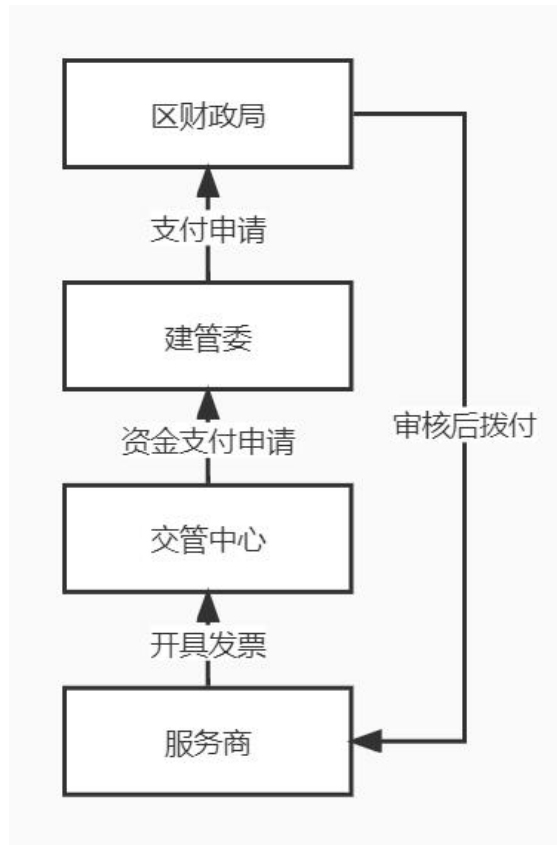 区财政局
支付申请
建管委
审核后拨付
资金支付申请
交管中心
开具发票
服务商